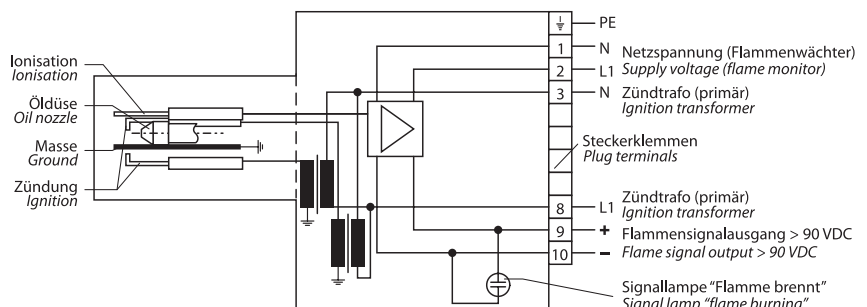 PE
1 N Netzspannung (Flammenwächter)
2 L1 Supply voltage (flame monitor)
3 N Zündtrafo (primär)
Ignition transformer
Ionisation
Ionisation
Öldüse
Oil nozzle
Masse
Ground
Zündung
Ignition
Steckerklemmen
Plug terminals
8 L1 Zündtrafo (primär)
Ignition transformer
9 + Flammensignalausgang > 90 VDC
10 – Flame signal output > 90 VDC
Signallampe "Flamme brennt"
Signal lamp "flame burning"